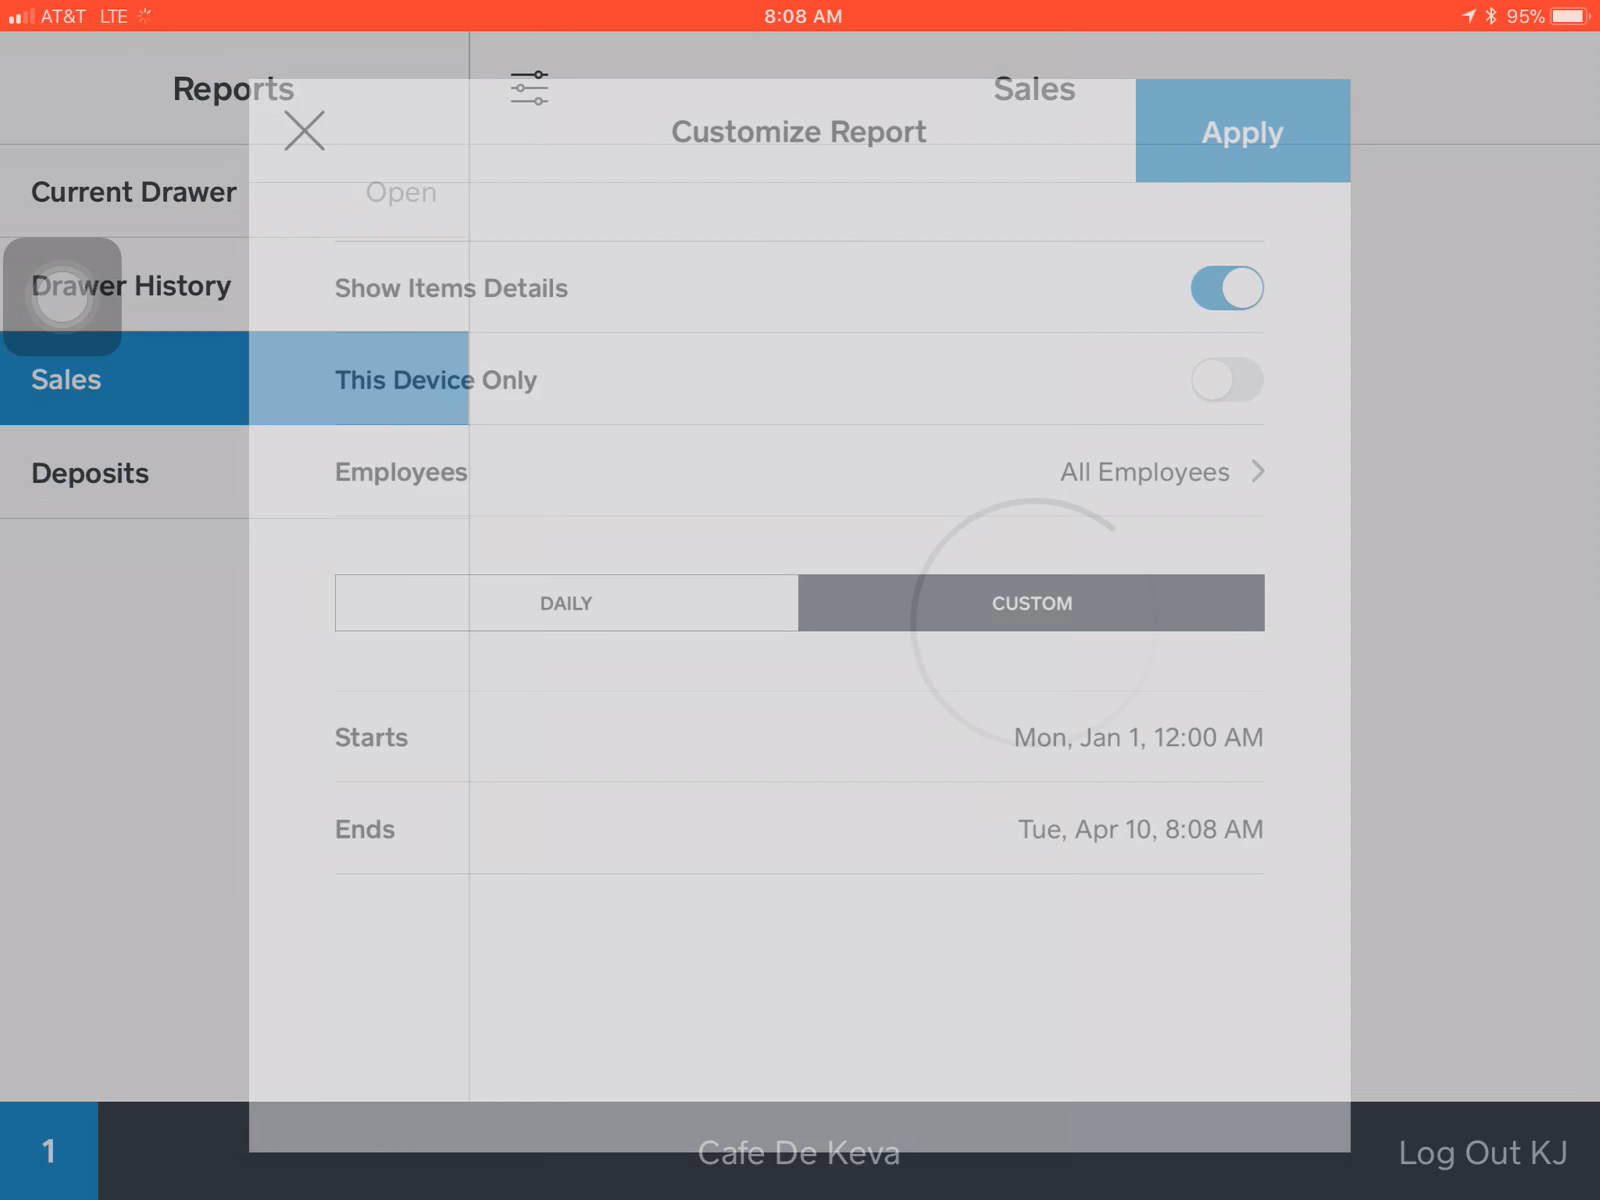 AT&T LTE 8:08 AM 95%
Reports Sales
Customize Report Apply
Current Drawer Open
Drawer History Show Items Details
Sales This Device Only
Deposits Employees All Employees
DAILY CUSTOM
Starts Mon, Jan 1, 12:00 AM
Ends Tue, Apr 10, 8:08 AM
1 Cafe De Keva Log Out KJ